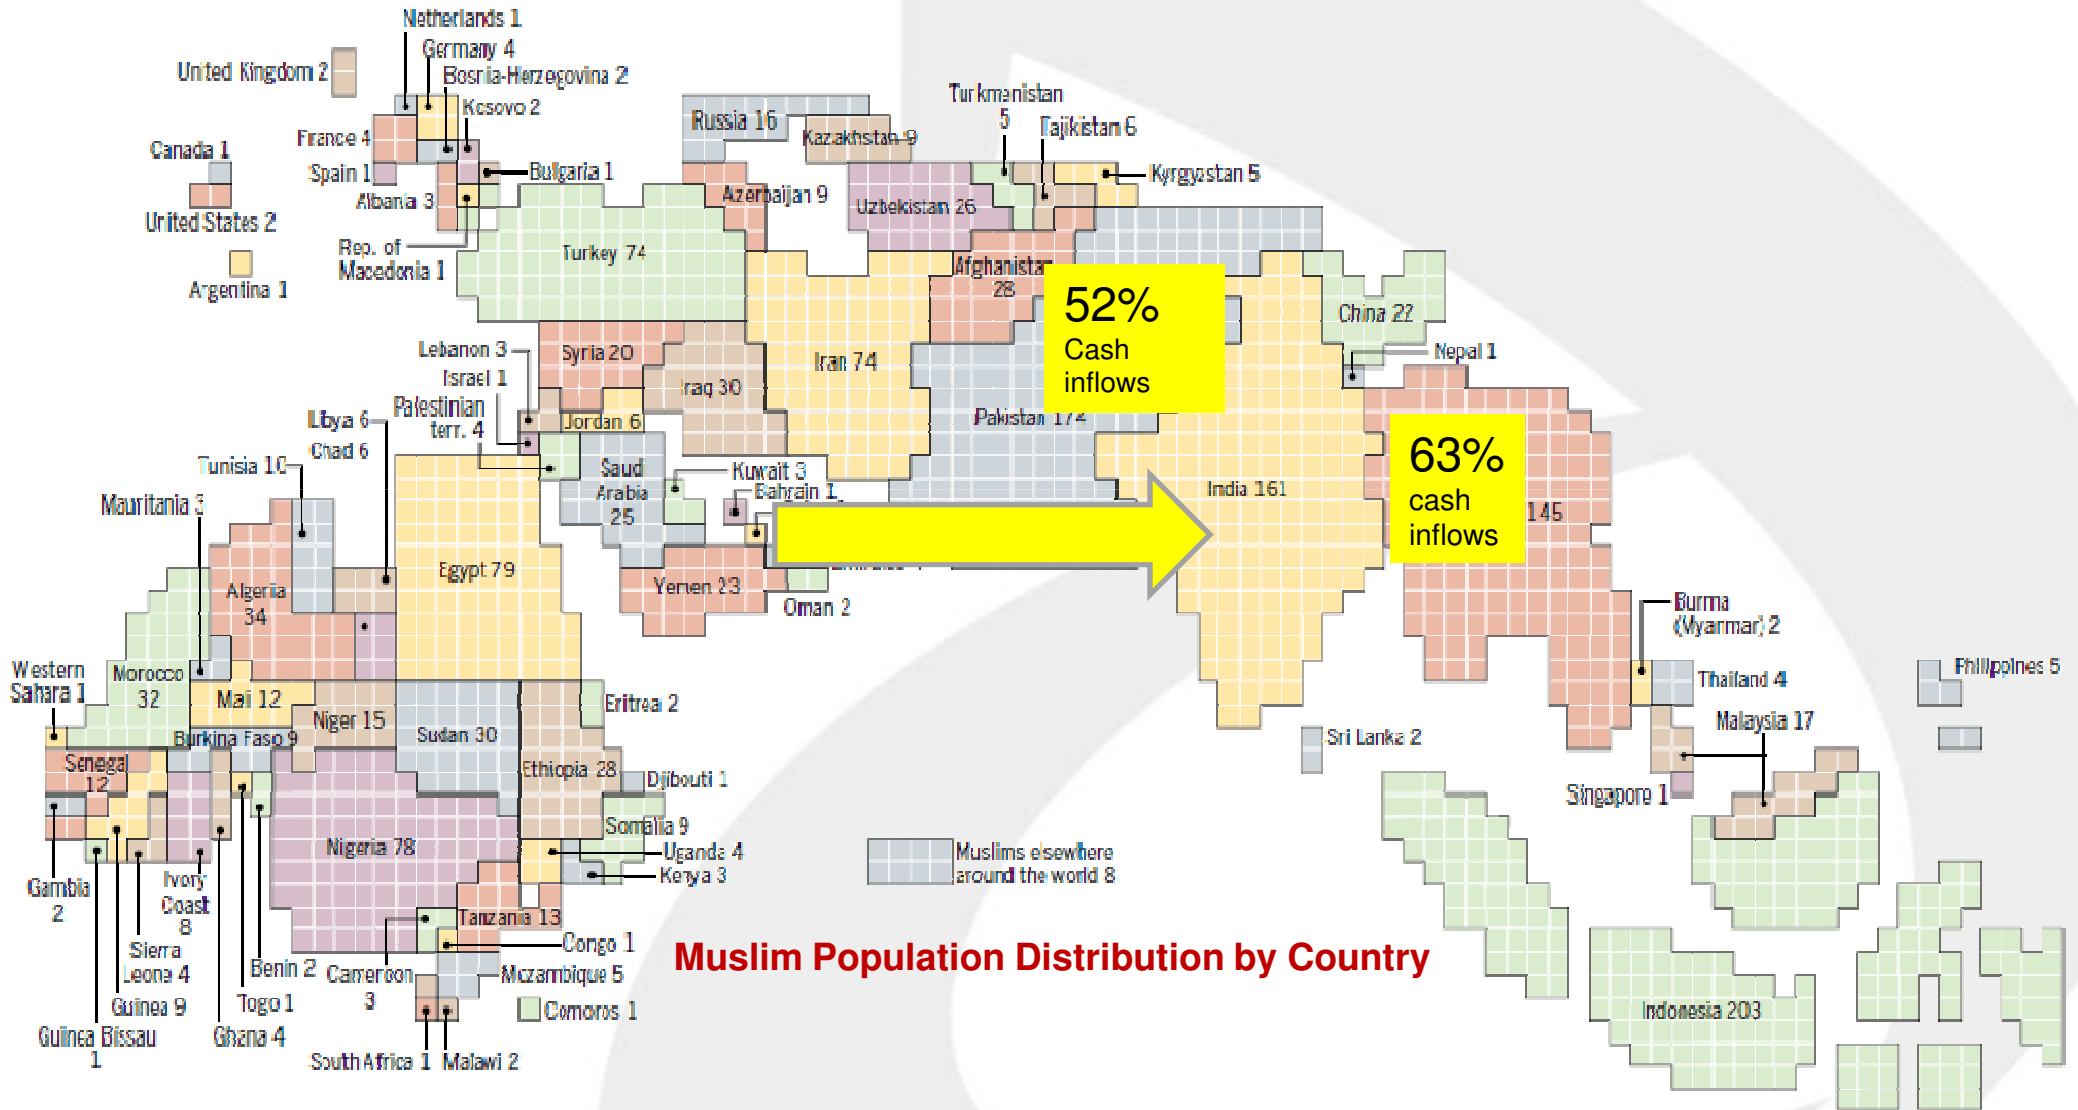 Netherlands 1
Germany 4
United Kingdom 2
Bosnia-Herzegovina 2
Kosovo 2
France 4
Canada 1
Spain 1
Bulgaria 1
Albania 3
United States 2
Rep. of
Macedonia 1
Argentina 1
Russia 16
Kazakhstan 9
Turkmenistan
5
Tajikistan 6
Kyrgyzstan 5
Azerbaijan 9
Uzbekistan 26
Turkey 74
Afghanistan
28
52%
Cash
inflows
China 22
Nepal 1
Lebanon 3
Syria 20
Israel 1
Iraq 30
Iran 74
Palestinian
terr. 4
Jordan 6
Pakistan 174
Libya 6
Chad 6
Tunisia 10
Saudi
Arabia
25
Kuwait 3
Bahrain 1
India 161
63%
cash
inflows
145
Mauritania 3
Egypt 79
Algeria
34
Yemen 23
Oman 2
Burma
(Myanmar) 2
Western
Sahara 1
Morocco
32
Mali 12
Niger 15
Sudan 30
Eritrea 2
Thailand 4
Philippines 5
Malaysia 17
Burkina Faso 9
Senegal
12
Ethiopia 28
Djibouti 1
Sri Lanka 2
Singapore 1
Nigeria 78
Somalia 9
Uganda 4
Kenya 3
Muslims elsewhere
around the world 8
Gambia
2
Ivory
Coast
8
Tanzania 13
Congo 1
Muslim Population Distribution by Country
Sierra
Leone 4
Benin 2
Cameroon
3
Mozambique 5
Guinea 9
Togo 1
Comoros 1
Indonesia 203
Guinea Bissau
1
Ghana 4
South Africa 1
Malawi 2